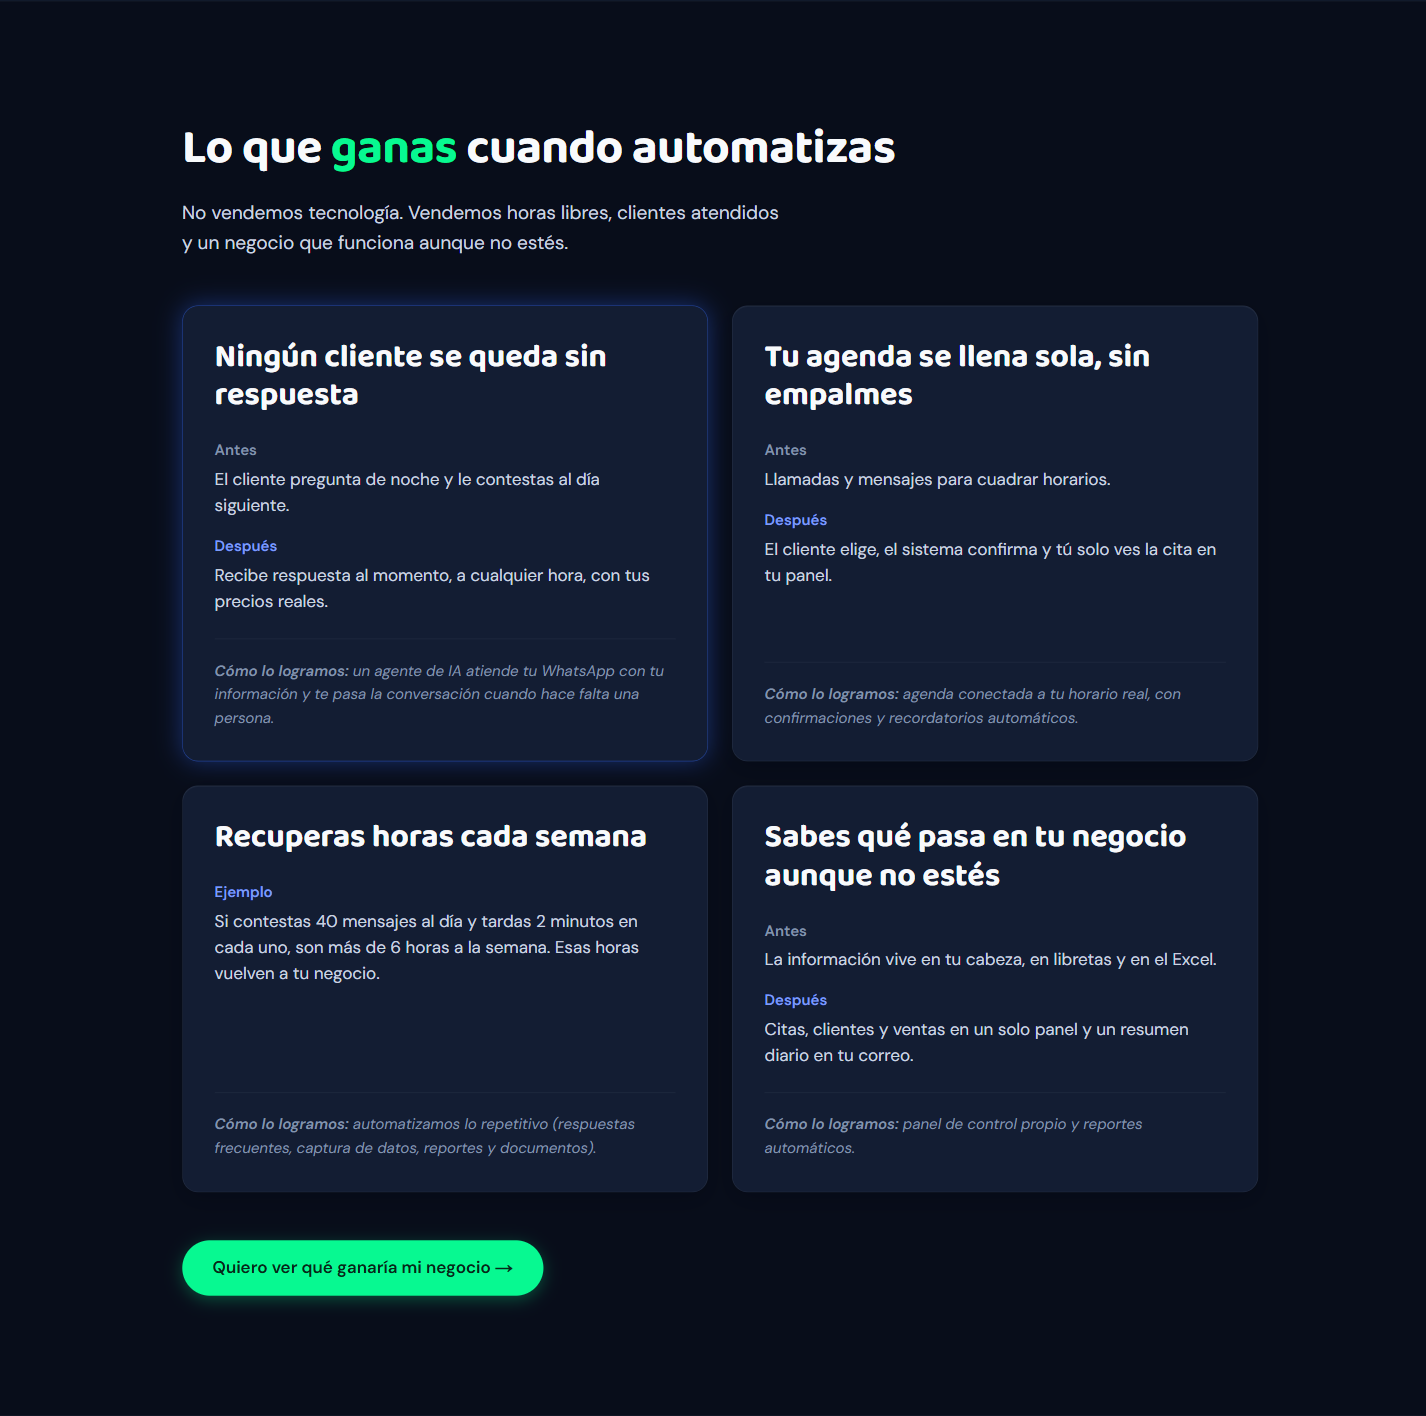 Lo que ganas cuando automatizas
No vendemos tecnología. Vendemos horas libres, clientes atendidos
y un negocio que funciona aunque no estés.
Ningún cliente se queda sin
respuesta
Antes
El cliente pregunta de noche y le contestas al día
siguiente.
Después
Recibe respuesta al momento, a cualquier hora, con tus
precios reales.
Cómo lo logramos: un agente de IA atiende tu WhatsApp con tu
información y te pasa la conversación cuando hace falta una
persona.
Tu agenda se llena sola, sin
empalmes
Antes
Llamadas y mensajes para cuadrar horarios.
Después
El cliente elige, el sistema confirma y tú solo ves la cita en
tu panel.
Cómo lo logramos: agenda conectada a tu horario real, con
confirmaciones y recordatorios automáticos.
Recuperas horas cada semana
Ejemplo
Si contestas 40 mensajes al día y tardas 2 minutos en
cada uno, son más de 6 horas a la semana. Esas horas
vuelven a tu negocio.
Cómo lo logramos: automatizamos lo repetitivo (respuestas
frecuentes, captura de datos, reportes y documentos).
Sabes qué pasa en tu negocio
aunque no estés
Antes
La información vive en tu cabeza, en libretas y en el Excel.
Después
Citas, clientes y ventas en un solo panel y un resumen
diario en tu correo.
Cómo lo logramos: panel de control propio y reportes
automáticos.
Quiero ver qué ganaría mi negocio →